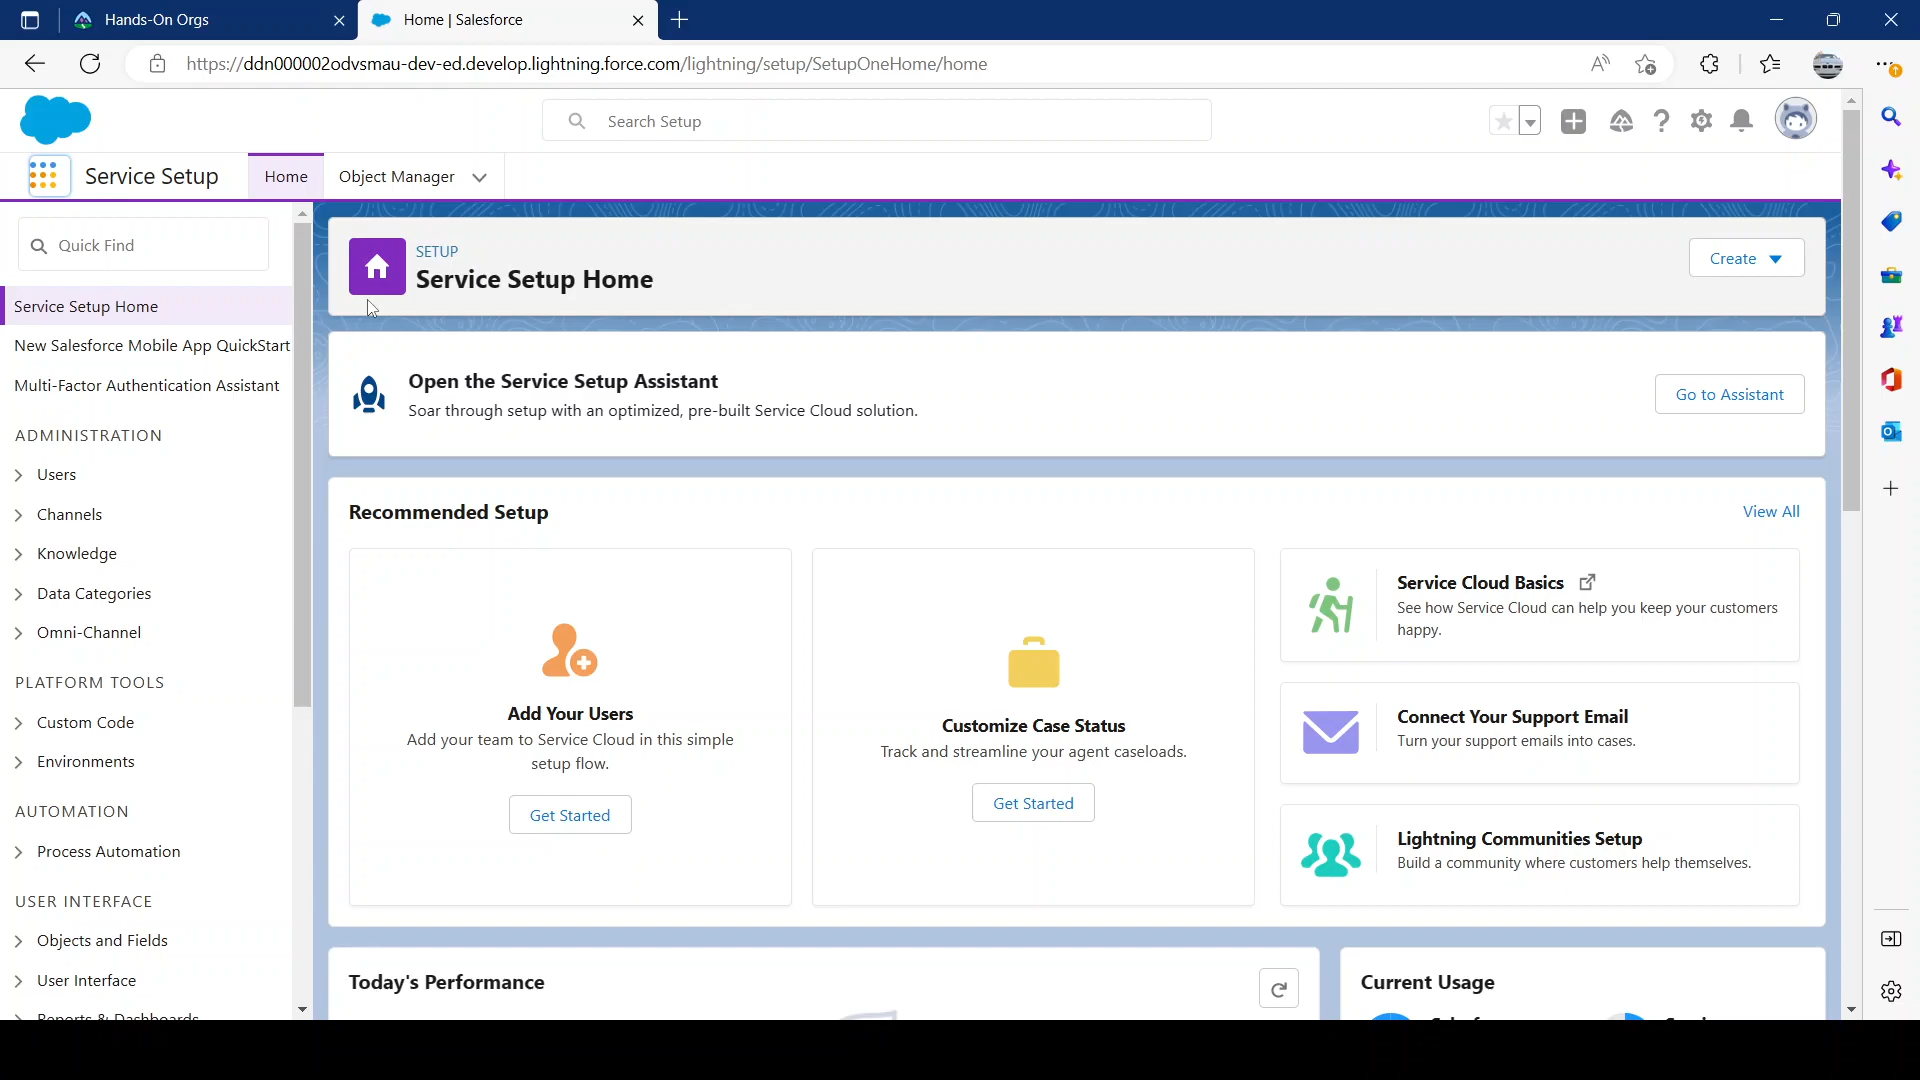 Hands-On Orgs
Home | Salesforce
https://ddn000002odvsmau-dev-ed.develop.lightning.force.com/lightning/setup/SetupOneHome/home
Search Setup
Service Setup
Home
Object Manager
Quick Find
Service Setup Home
New Salesforce Mobile App QuickStart
Multi-Factor Authentication Assistant
ADMINISTRATION
Users
Channels
Knowledge
Data Categories
Omni-Channel
PLATFORM TOOLS
Custom Code
Environments
AUTOMATION
Process Automation
USER INTERFACE
Objects and Fields
User Interface
Reports & Dashboards
SETUP
Service Setup Home
Create
Open the Service Setup Assistant
Soar through setup with an optimized, pre-built Service Cloud solution.
Go to Assistant
Recommended Setup
View All
Add Your Users
Add your team to Service Cloud in this simple
setup flow.
Get Started
Customize Case Status
Track and streamline your agent caseloads.
Get Started
Service Cloud Basics
See how Service Cloud can help you keep your customers
happy.
Connect Your Support Email
Turn your support emails into cases.
Lightning Communities Setup
Build a community where customers help themselves.
Today's Performance
Current Usage